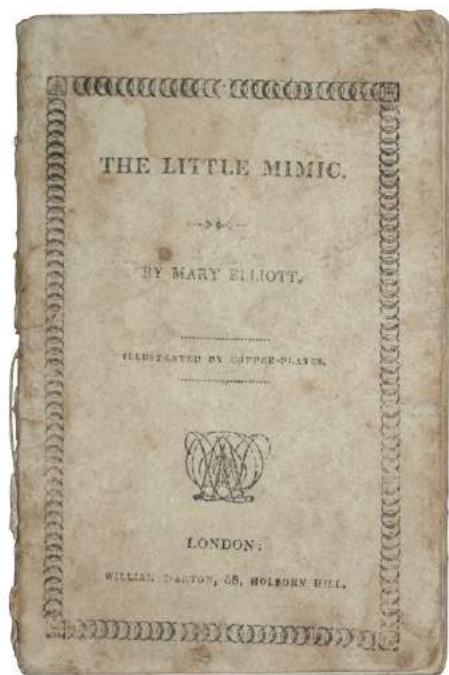 THE LITTLE MIMIC.
BY MARY ELLIOTT.
ILLUSTRATED BY COPPER-PLATES.
LONDON:
WILLIAM DARTON, 58, HOLBORN HILL.